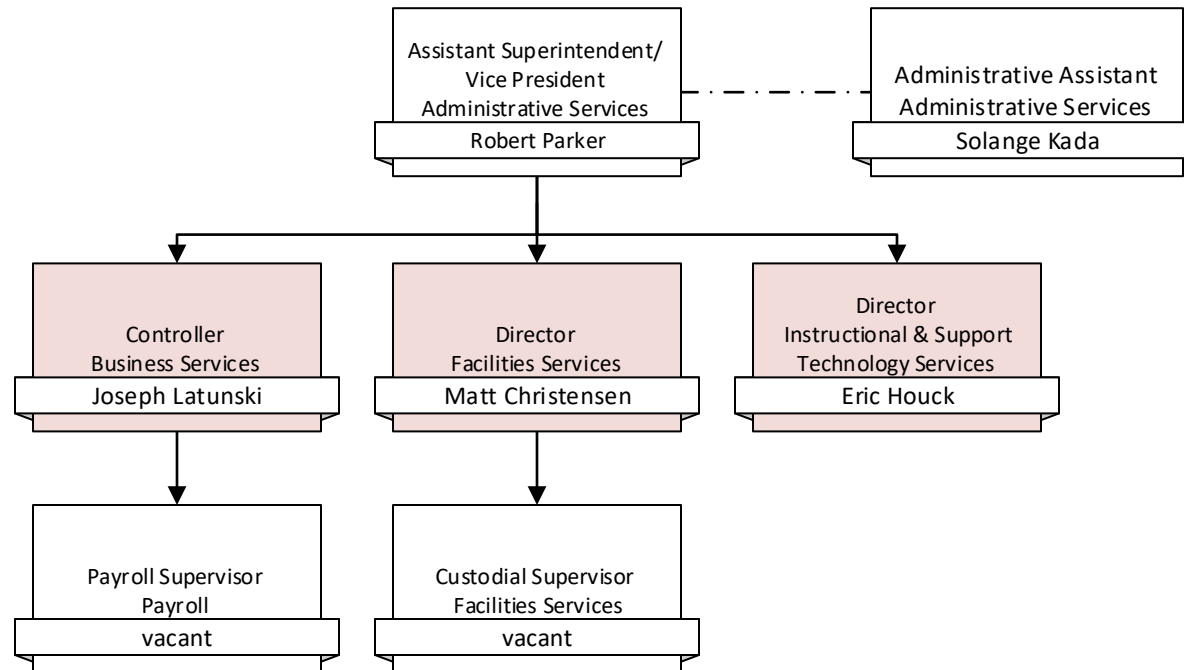 Assistant Superintendent/
Vice President
Administrative Services
Robert Parker
Administrative Assistant
Administrative Services
Solange Kada
Controller
Business Services
Joseph Latunski
Director
Facilities Services
Matt Christensen
Director
Instructional & Support
Technology Services
Eric Houck
Payroll Supervisor
Payroll
vacant
Custodial Supervisor
Facilities Services
vacant